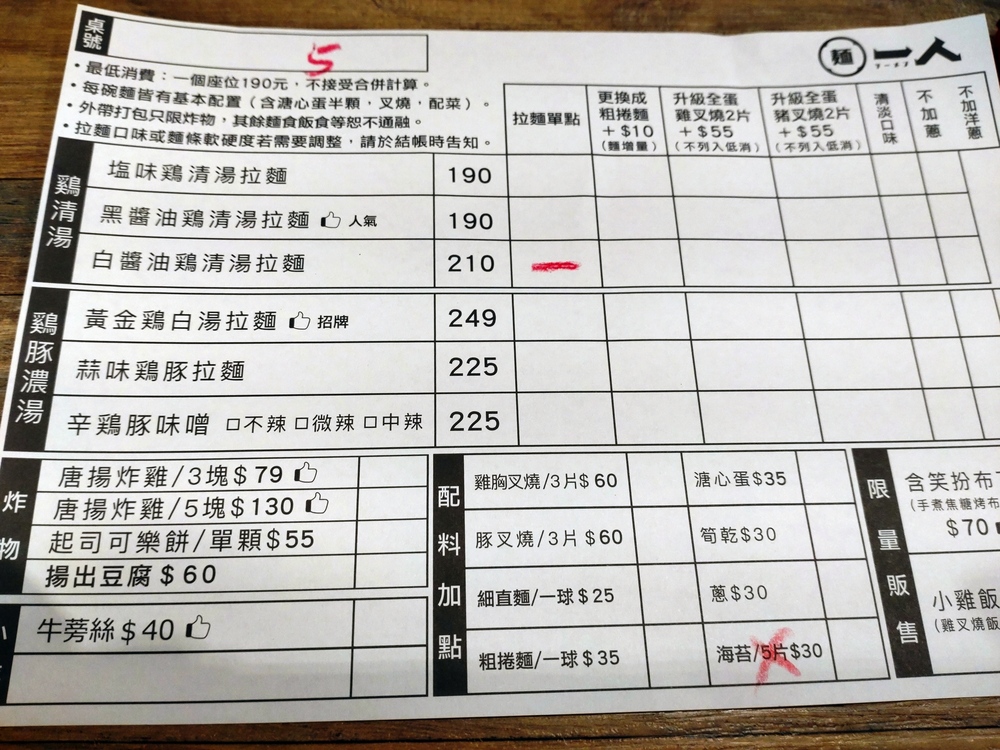 桌號 5
麵 一人
ラーメン
・最低消費：一個座位190元，不接受合併計算。
・每碗麵皆有基本配置（含溏心蛋半顆，叉燒，配菜）。
・外帶打包只限炸物，其餘麵食飯食等恕不通融。
・拉麵口味或麵條軟硬度若需要調整，請於結帳時告知。
拉麵單點
更換成
粗捲麵
＋$10
（麵增量）
升級全蛋
雞叉燒2片
＋$55
（不列入低消）
升級全蛋
豬叉燒2片
＋$55
（不列入低消）
清淡口味
不加蔥
不加洋蔥
鶏清湯
塩味鶏清湯拉麵 190
黑醬油鶏清湯拉麵 人氣 190
白醬油鶏清湯拉麵 210
鶏豚濃湯
黃金鶏白湯拉麵 招牌 249
蒜味鶏豚拉麵 225
辛鶏豚味噌 □不辣 □微辣 □中辣 225
炸物
唐揚炸雞/3塊$79
唐揚炸雞/5塊$130
起司可樂餅/單顆$55
揚出豆腐$60
牛蒡絲$40
配料加點
雞胸叉燒/3片$60
溏心蛋$35
豚叉燒/3片$60
筍乾$30
細直麵/一球$25
蔥$30
粗捲麵/一球$35
海苔/5片$30
限量販售
含笑扮布
（手煮焦糖烤布
$70
小雞飯
（雞叉燒飯